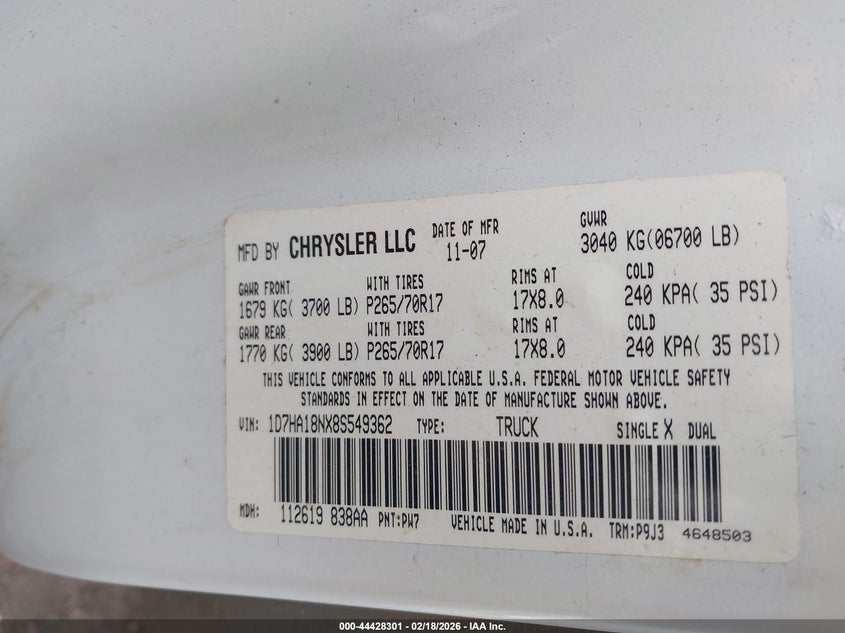 MFD BY CHRYSLER LLC DATE OF MFR 11-07 GVWR 3040 KG(06700 LB)
GAWR FRONT WITH TIRES RIMS AT COLD
1679 KG( 3700 LB) P265/70R17 17X8.0 240 KPA( 35 PSI)
GAWR REAR WITH TIRES RIMS AT COLD
1770 KG( 3900 LB) P265/70R17 17X8.0 240 KPA( 35 PSI)
THIS VEHICLE CONFORMS TO ALL APPLICABLE U.S.A. FEDERAL MOTOR VEHICLE SAFETY
STANDARDS IN EFFECT ON THE DATE OF MANUFACTURE SHOWN ABOVE.
VIN: 1D7HA18NX8S549362 TYPE: TRUCK SINGLE X DUAL
MDH: 112619 838AA PNT:PW7 VEHICLE MADE IN U.S.A. TRM:P9J3 4648503
000-44428301 - 02/18/2026 - IAA Inc.